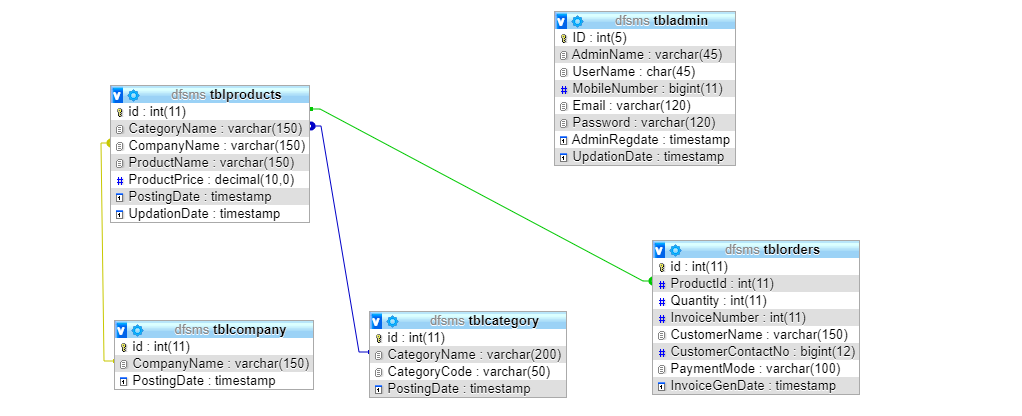 dfsms tbladmin
ID : int(5)
AdminName : varchar(45)
UserName : char(45)
MobileNumber : bigint(11)
Email : varchar(120)
Password : varchar(120)
AdminRegdate : timestamp
UpdationDate : timestamp
dfsms tblproducts
id : int(11)
CategoryName : varchar(150)
CompanyName : varchar(150)
ProductName : varchar(150)
ProductPrice : decimal(10,0)
PostingDate : timestamp
UpdationDate : timestamp
dfsms tblorders
id : int(11)
ProductId : int(11)
Quantity : int(11)
InvoiceNumber : int(11)
CustomerName : varchar(150)
CustomerContactNo : bigint(12)
PaymentMode : varchar(100)
InvoiceGenDate : timestamp
dfsms tblcompany
id : int(11)
CompanyName : varchar(150)
PostingDate : timestamp
dfsms tblcategory
id : int(11)
CategoryName : varchar(200)
CategoryCode : varchar(50)
PostingDate : timestamp